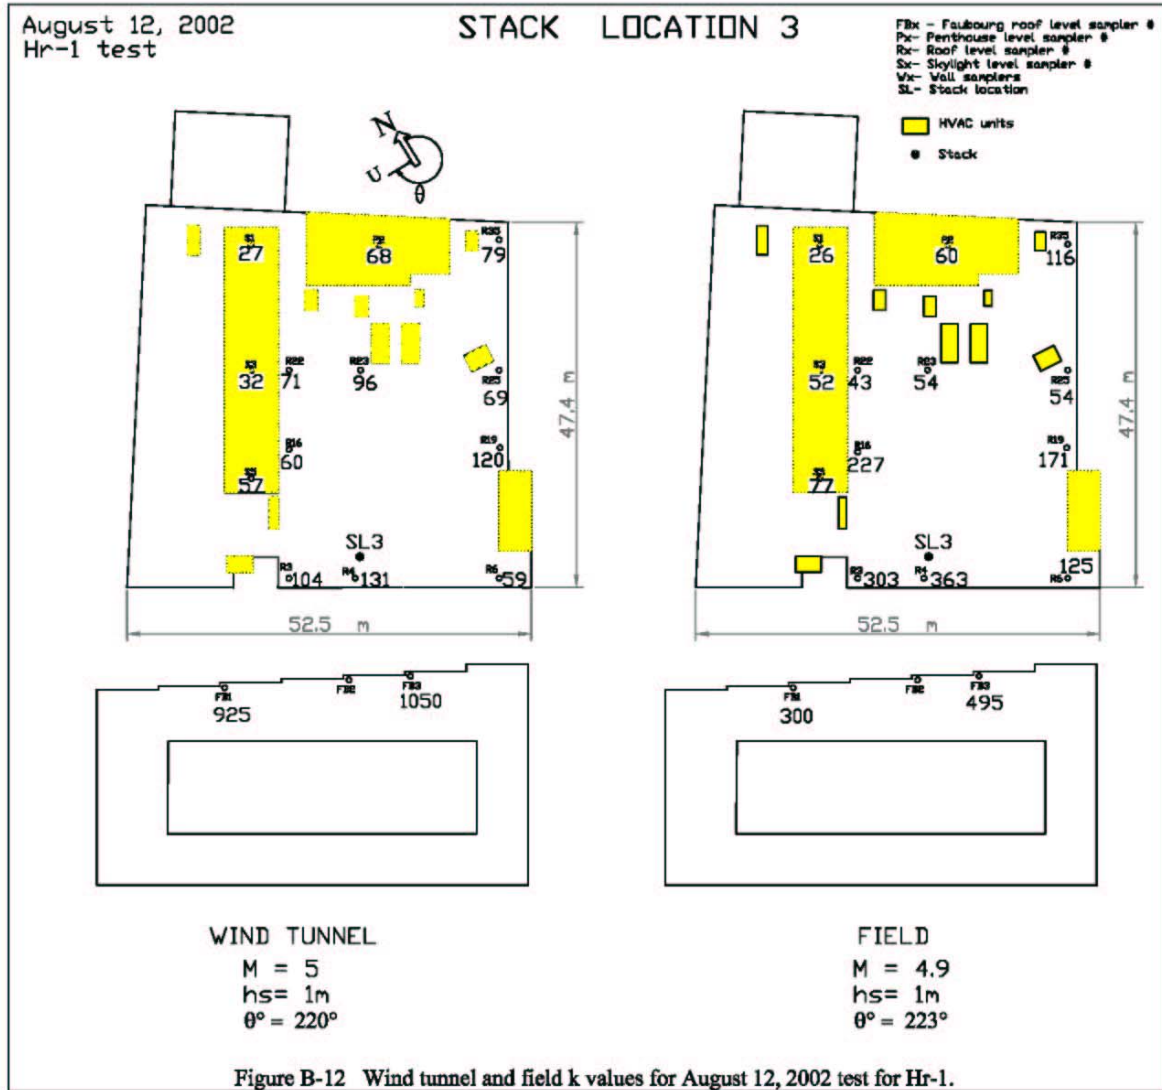 August 12, 2002
Hr-1 test
STACK LOCATION 3
FBx - Faubourg roof level sampler #
Px- Penthouse level sampler #
Rx- Roof level sampler #
Sx- Skylight level sampler #
Wx- Wall samplers
SL- Stack location
HVAC units
Stack
N
U
θ
27
68
R35
79
32
R22
71
R23
96
R25
69
57
R16
60
R19
120
SL3
R3
104
R4
131
R6
59
47.4 m
52.5 m
FB1
925
FB2
FB3
1050
WIND TUNNEL
M = 5
hs= 1m
θ° = 220°
26
60
R35
116
52
R22
43
R23
54
R25
54
77
R16
227
R19
171
SL3
R3
303
R4
363
R6
125
47.4 m
52.5 m
FB1
300
FB2
FB3
495
FIELD
M = 4.9
hs= 1m
θ° = 223°
Figure B-12 Wind tunnel and field k values for August 12, 2002 test for Hr-1.